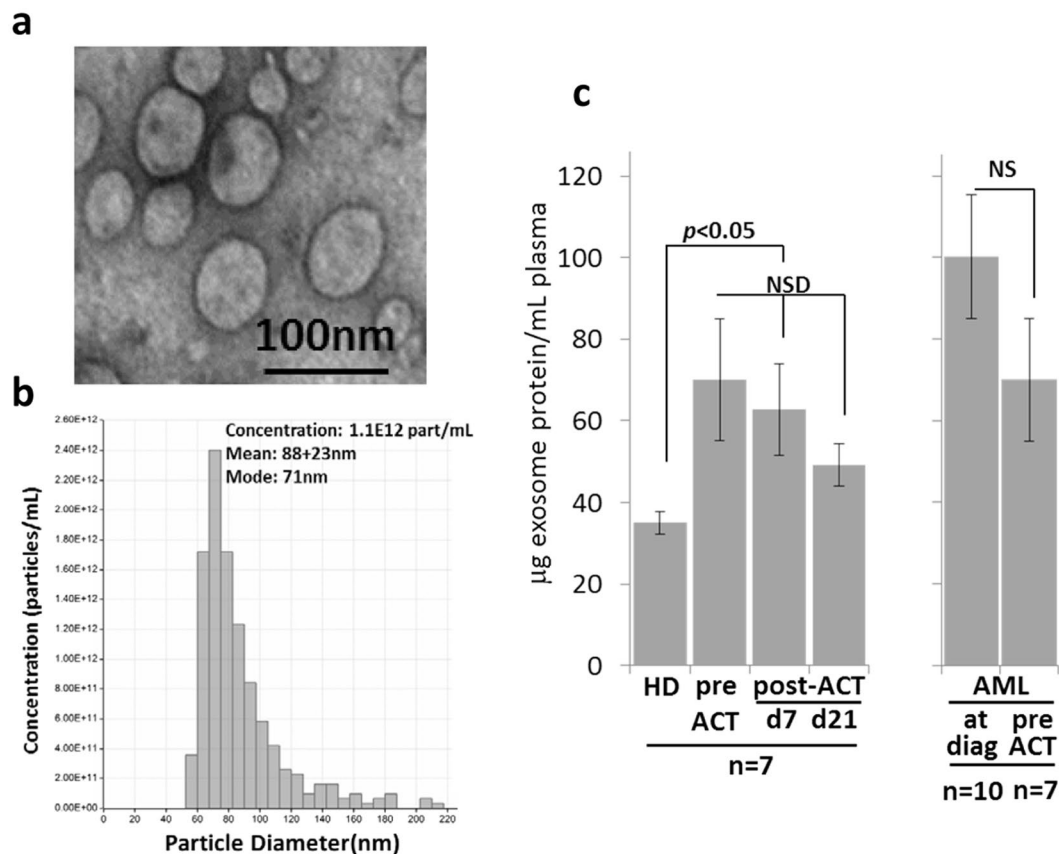 a
100nm
b
Concentration (particles/mL)
2.60E+12
2.40E+12
2.20E+12
2.00E+12
1.80E+12
1.60E+12
1.40E+12
1.20E+12
1.00E+12
8.00E+11
6.00E+11
4.00E+11
2.00E+11
0.00E+00
Concentration: 1.1E12 part/mL
Mean: 88+23nm
Mode: 71nm
0 20 40 60 80 100 120 140 160 180 200 220
Particle Diameter(nm)
c
µg exosome protein/mL plasma
120
100
80
60
40
20
0
p<0.05
NSD
HD pre post-ACT
ACT d7 d21
n=7
NS
AML
at pre
diag ACT
n=10 n=7